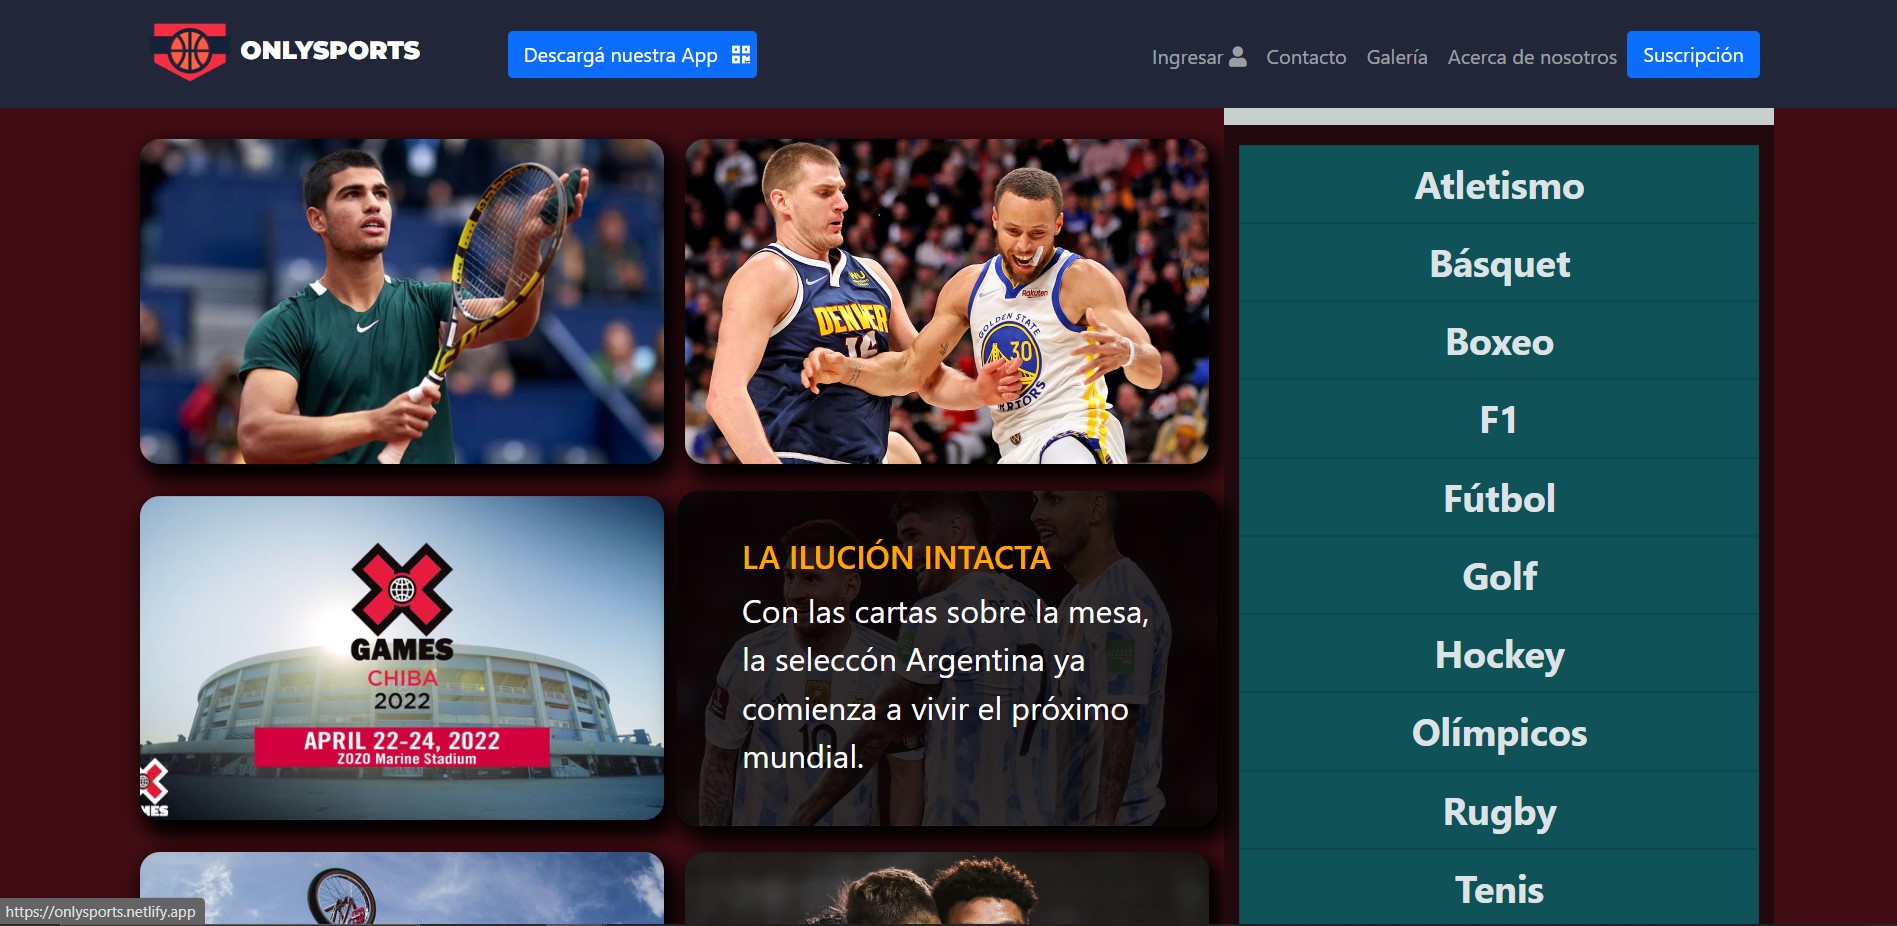 ONLYSPORTS
Descargá nuestra App
Ingresar
Contacto
Galería
Acerca de nosotros
Suscripción
DENVER
15
WU
Rakuten
GOLDEN STATE
30
WARRIORS
GAMES
CHIBA
2022
APRIL 22-24, 2022
ZOZO Marine Stadium
LA ILUCIÓN INTACTA
Con las cartas sobre la mesa,
la seleccón Argentina ya
comienza a vivir el próximo
mundial.
Atletismo
Básquet
Boxeo
F1
Fútbol
Golf
Hockey
Olímpicos
Rugby
Tenis
https://onlysports.netlify.app